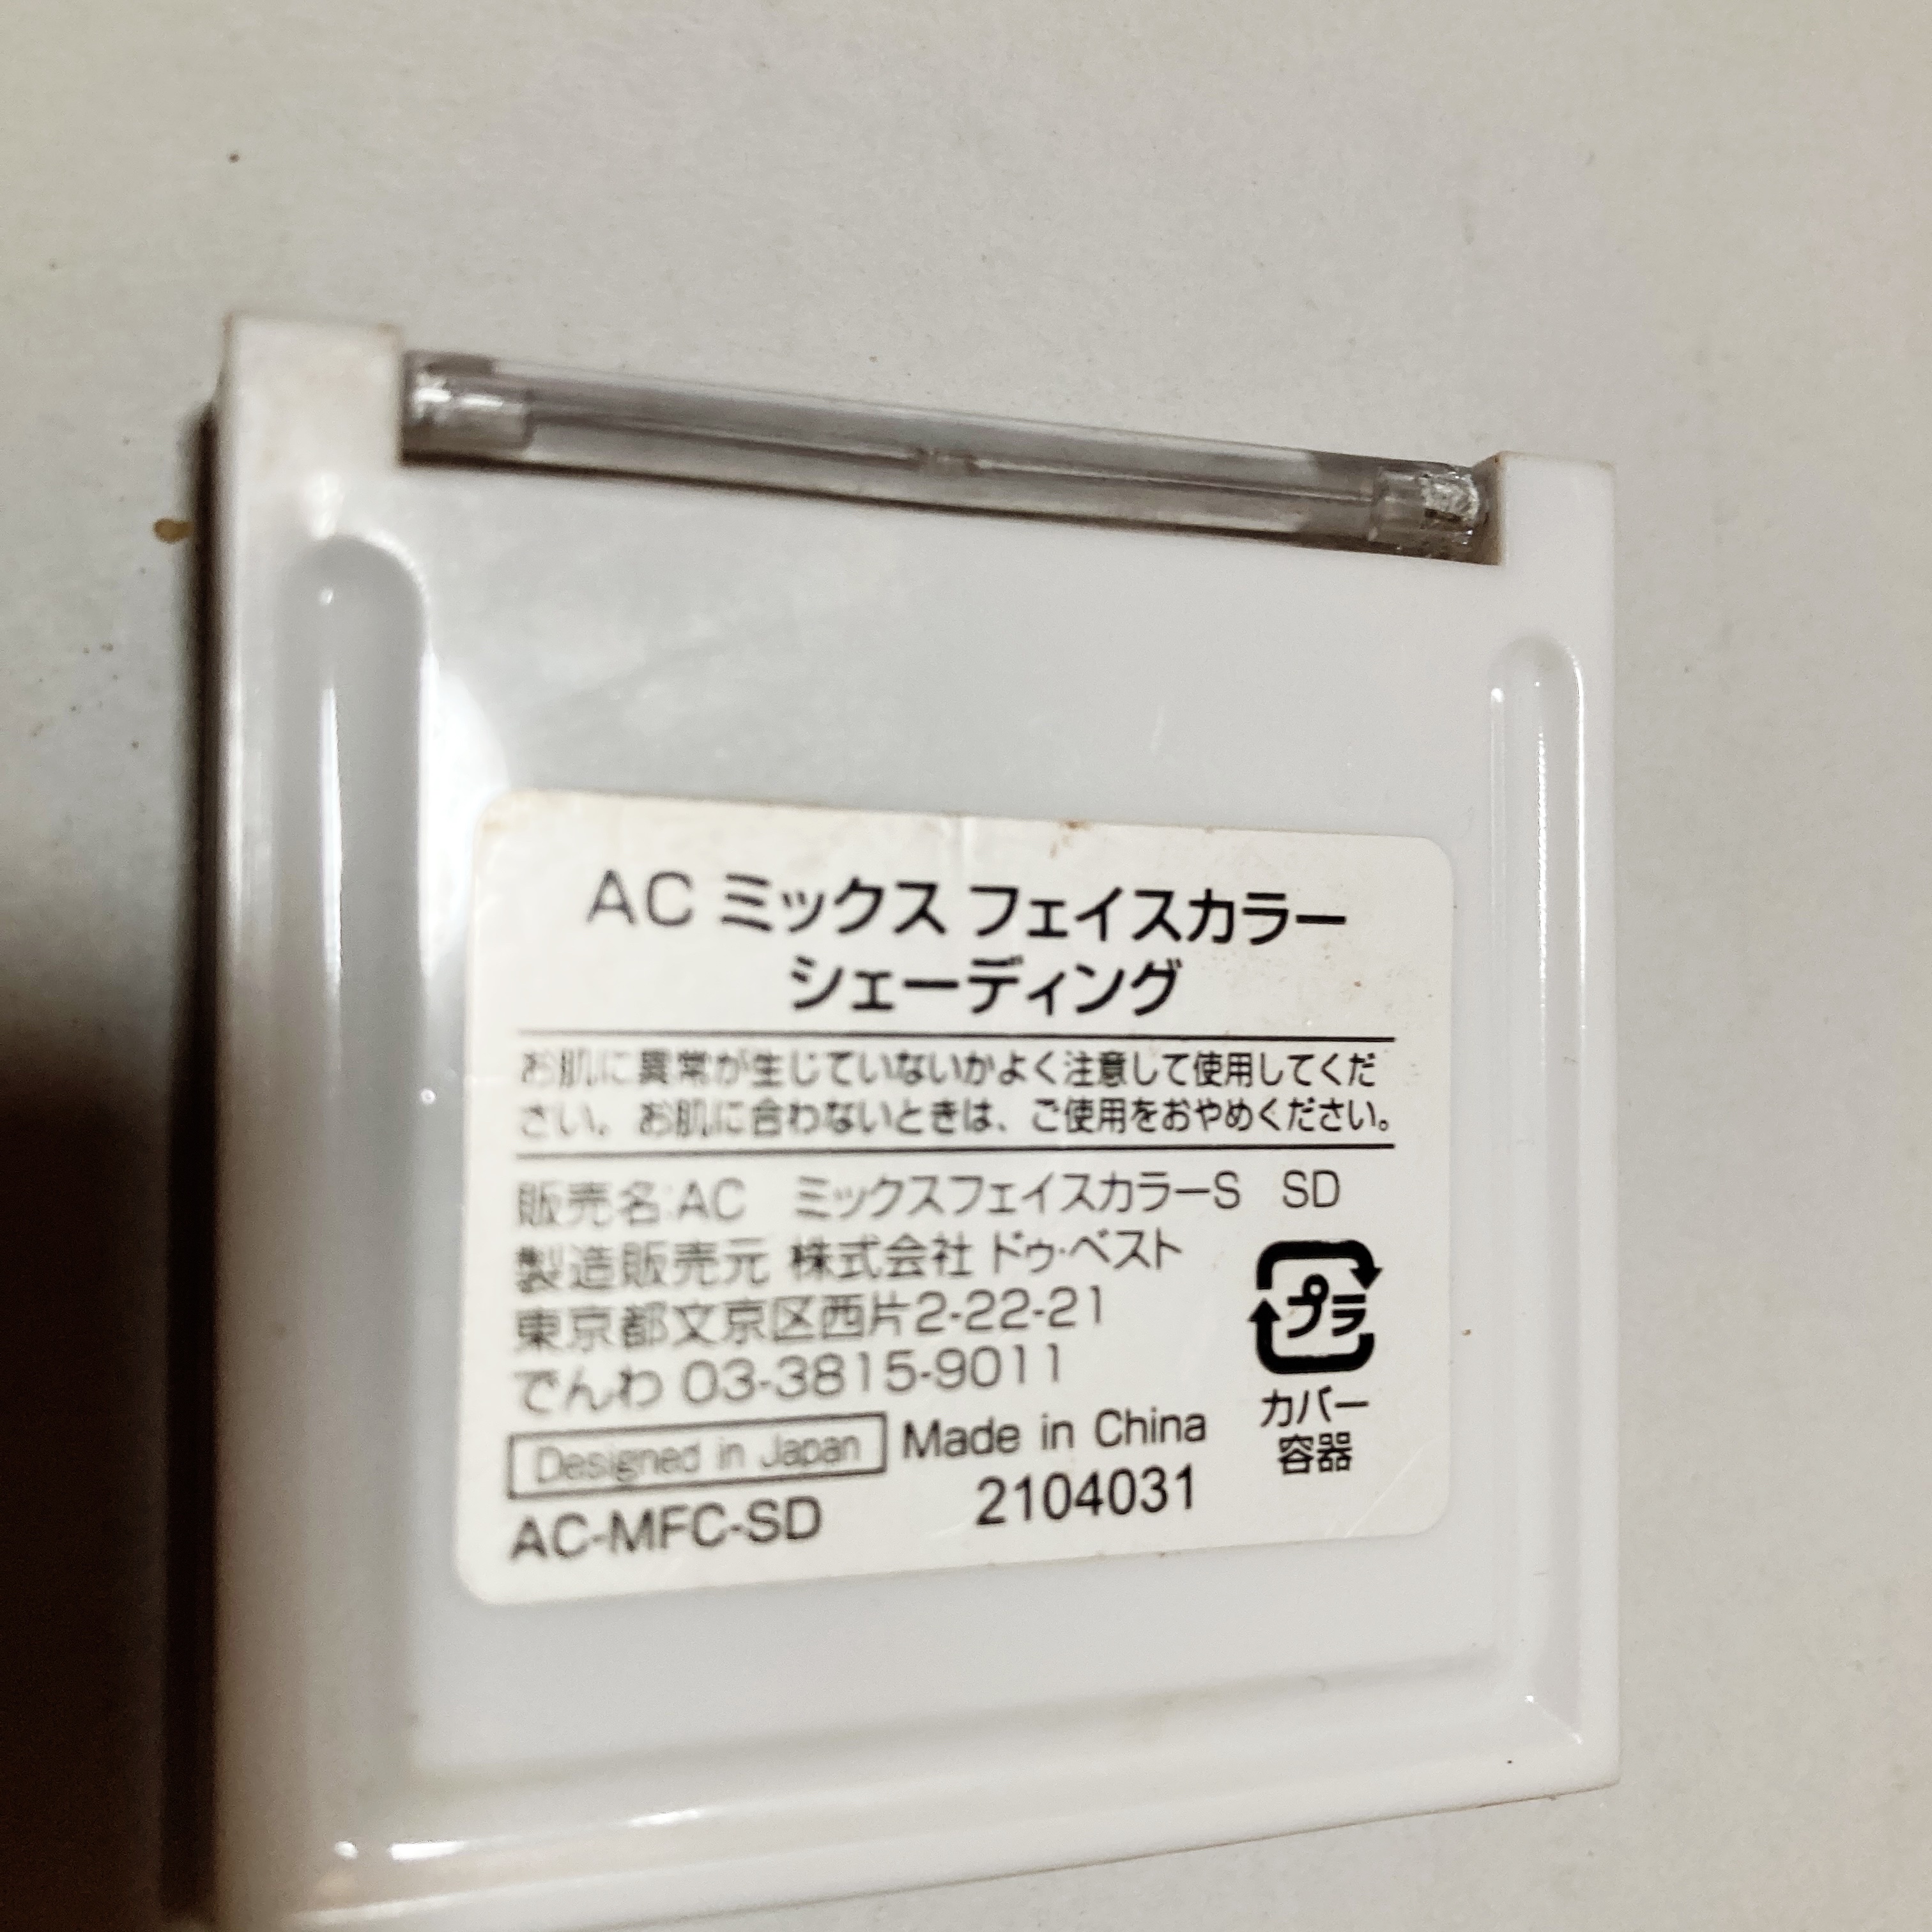 AC ミックス フェイスカラー
シェーディング
お肌に異常が生じていないかよく注意して使用してくだ
さい。お肌に合わないときは、ご使用をおやめください。
販売名:AC　ミックスフェイスカラーS　SD
製造販売元 株式会社 ドゥ･ベスト
東京都文京区西片2-22-21
でんわ 03-3815-9011
Designed in Japan Made in China
AC-MFC-SD 2104031
プラ
カバー
容器